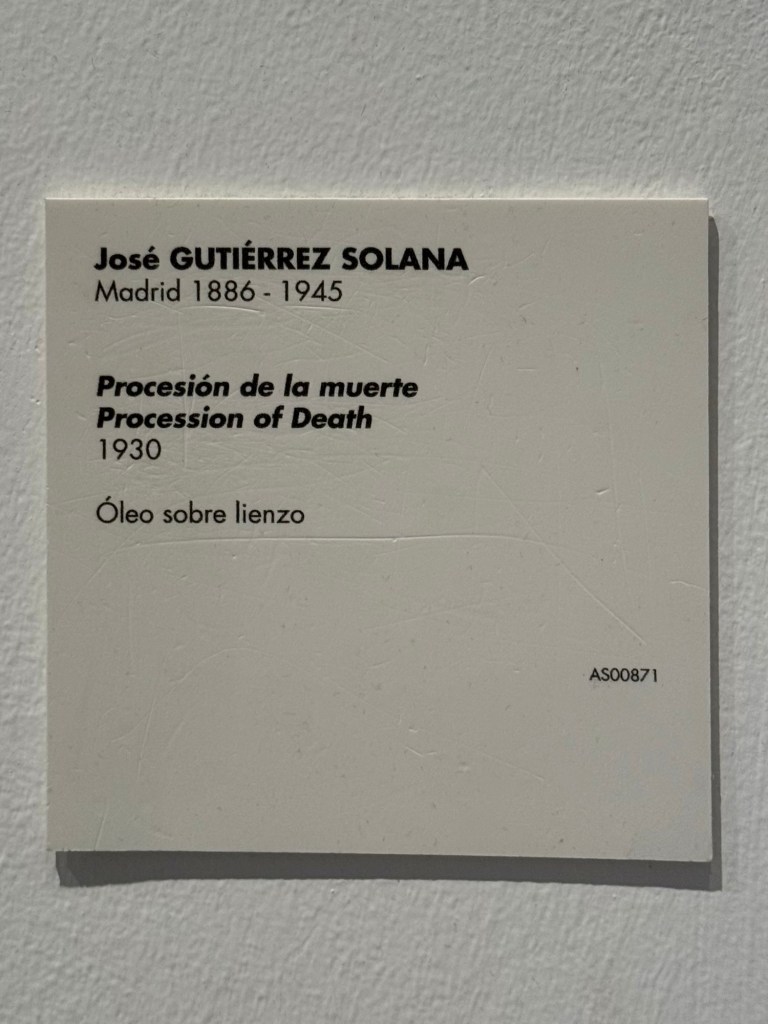 José GUTIÉRREZ SOLANA
Madrid 1886 - 1945
Procesión de la muerte
Procession of Death
1930
Óleo sobre lienzo
AS00871